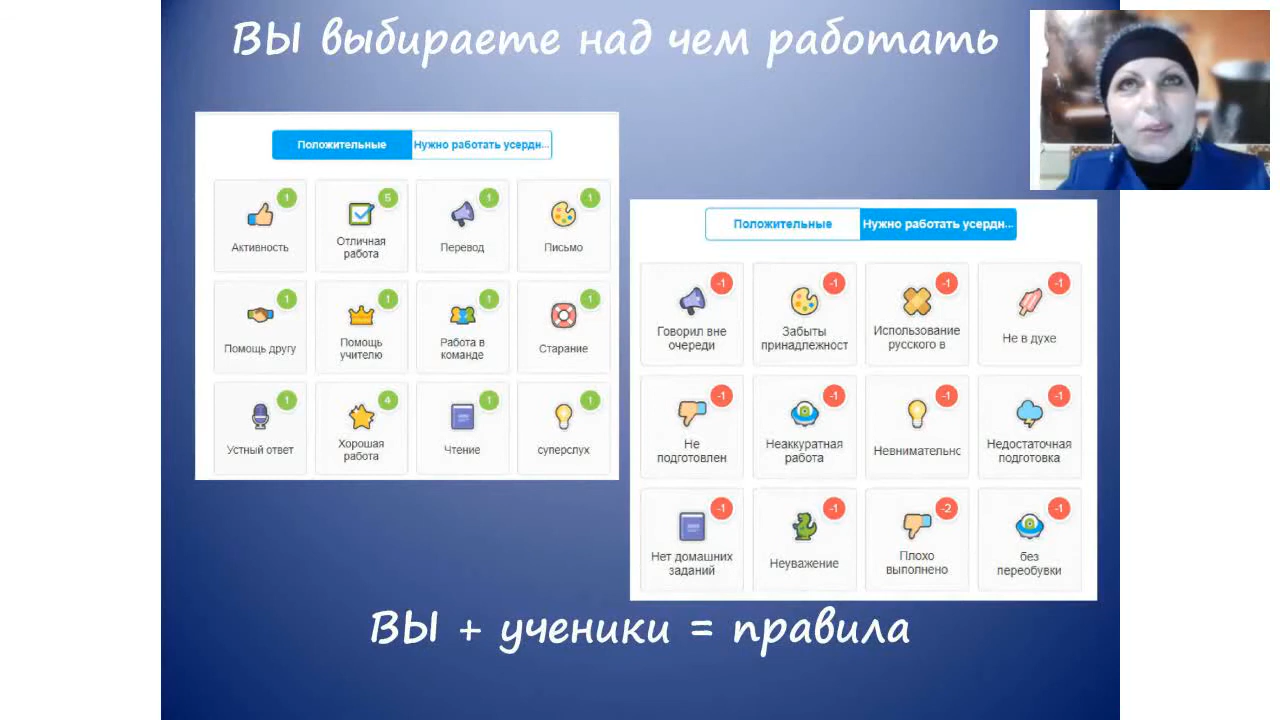 ВЫ выбираете над чем работать
Положительные
Нужно работать усердн...
1
Активность
5
Отличная
работа
1
Перевод
1
Письмо
1
Помощь другу
1
Помощь
учителю
1
Работа в
команде
1
Старание
1
Устный ответ
4
Хорошая
работа
1
Чтение
1
суперслух
Положительные
Нужно работать усердн...
-1
Говорил вне
очереди
-1
Забыты
принадлежност
-1
Использование
русского в
-1
Не в духе
-1
Не
подготовлен
-1
Неаккуратная
работа
-1
Невнимательнс
-1
Недостаточная
подготовка
-1
Нет домашних
заданий
-1
Неуважение
-2
Плохо
выполнено
-1
без
переобувки
ВЫ + ученики = правила